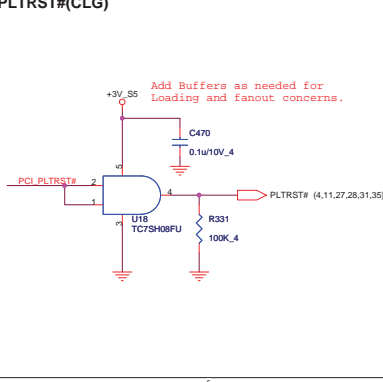 PLTRST#(CLG)
+3V_S5
Add Buffers as needed for
Loading and fanout concerns.
C470
0.1u/10V_4
5
PCI_PLTRST#
2
4
PLTRST# (4,11,27,28,31,35)
1
U18
TC7SH08FU
3
R331
100K_4